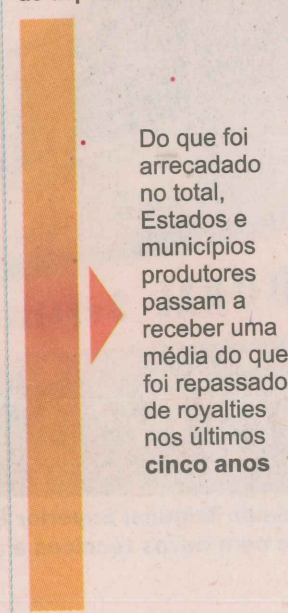 Do que foi
arrecadado
no total,
Estados e
municípios
produtores
passam a
receber uma
média do que
foi repassado
de royalties
nos últimos
cinco anos